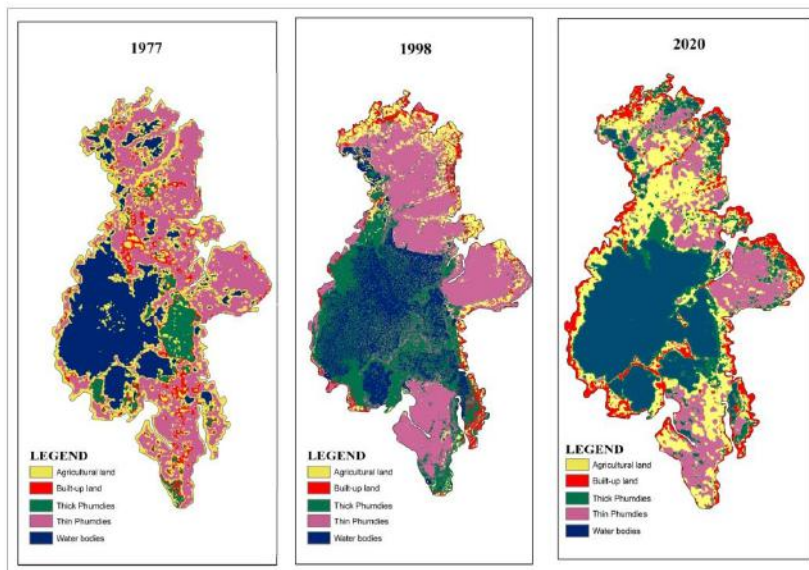 1977
LEGEND
Agricultural land
Built-up land
Thick Phumdies
Thin Phumdies
Water bodies
1998
LEGEND
Agricultural land
Built-up land
Thick Phumdies
Thin Phumdies
Water bodies
2020
LEGEND
Agricultural land
Built-up land
Thick Phumdies
Thin Phumdies
Water bodies